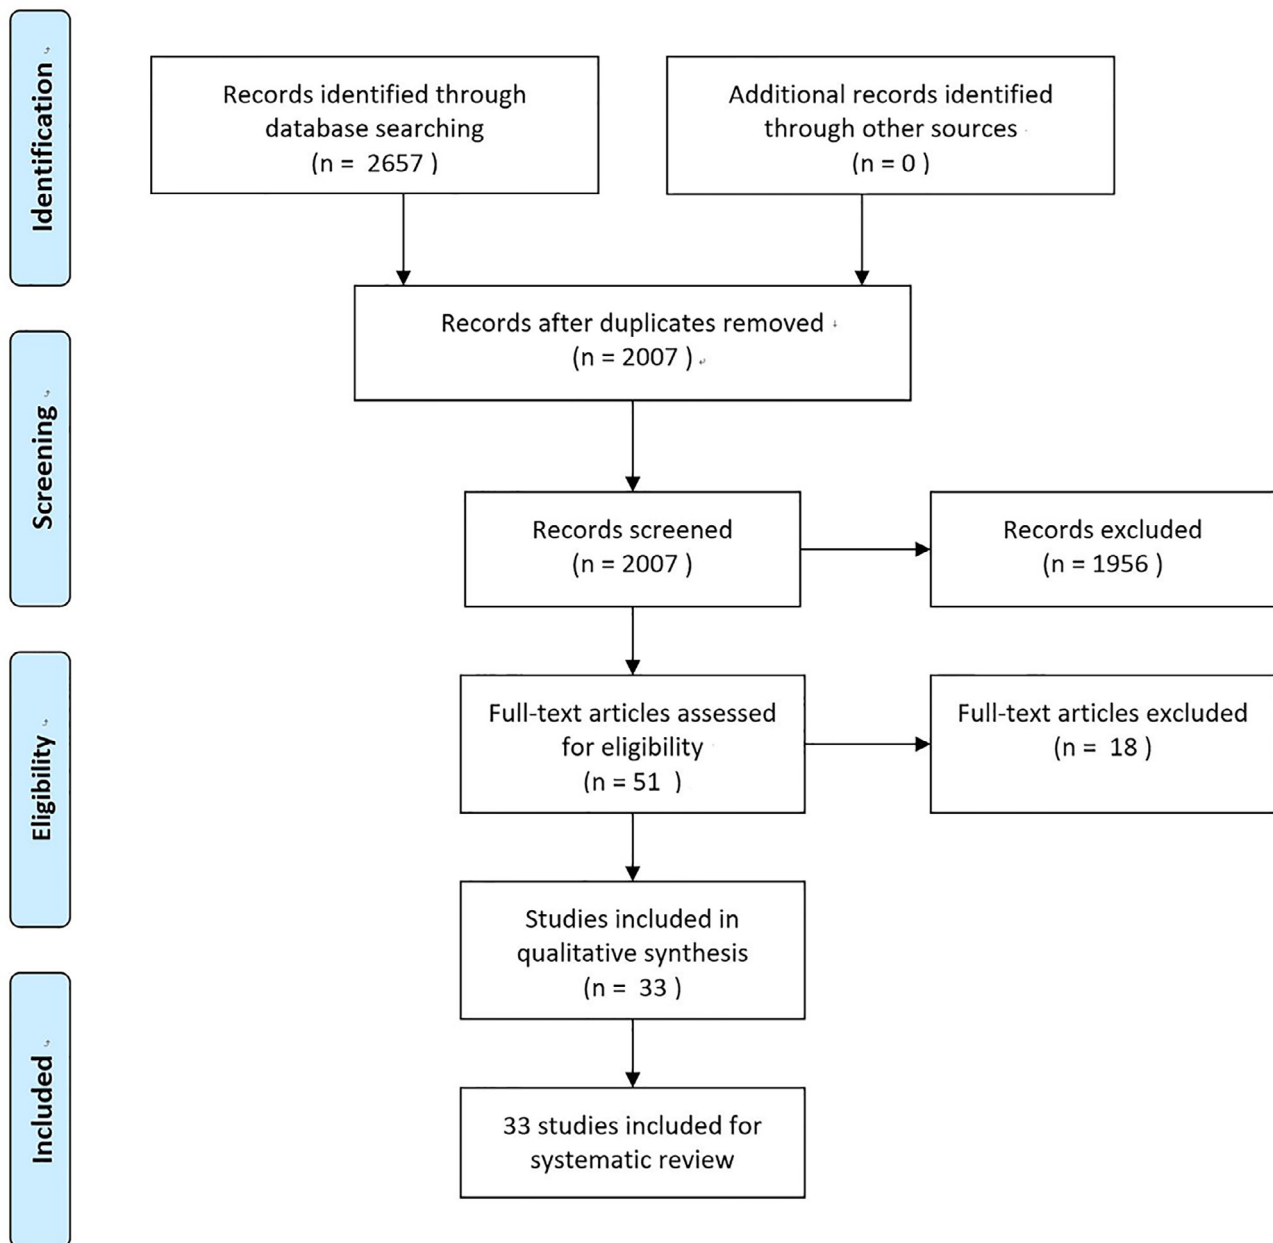 Identification
Records identified through
database searching
(n =  2657 )
Additional records identified
through other sources
(n = 0 )
Records after duplicates removed
(n = 2007 )
Screening
Records screened
(n = 2007 )
Records excluded
(n = 1956 )
Eligibility
Full-text articles assessed
for eligibility
(n = 51  )
Full-text articles excluded
(n =  18 )
Studies included in
qualitative synthesis
(n =  33 )
Included
33 studies included for
systematic review